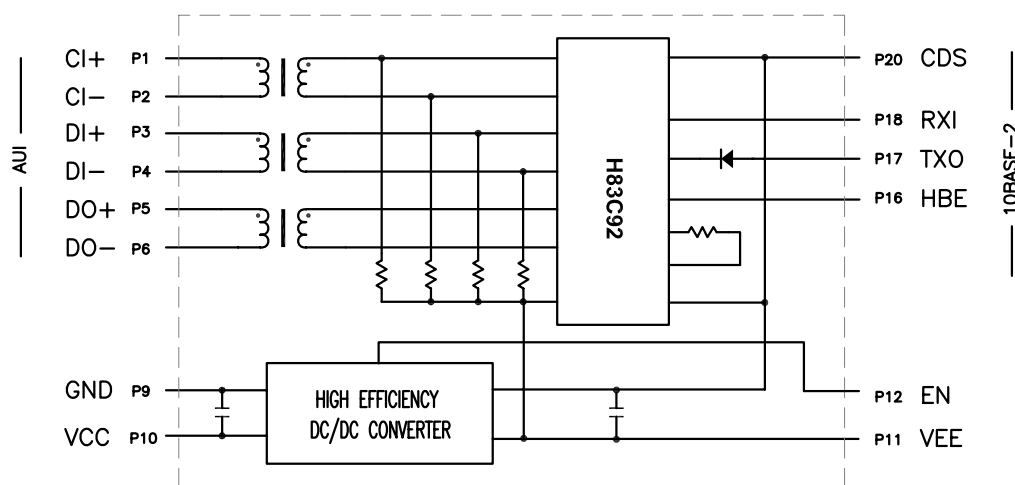 CI+ P1
CI- P2
DI+ P3
DI- P4
DO+ P5
DO- P6
AUI
GND P9
VCC P10
H83C92
HIGH EFFICIENCY
DC/DC CONVERTER
P20 CDS
P18 RXI
P17 TXO
P16 HBE
10BASE-2
P12 EN
P11 VEE